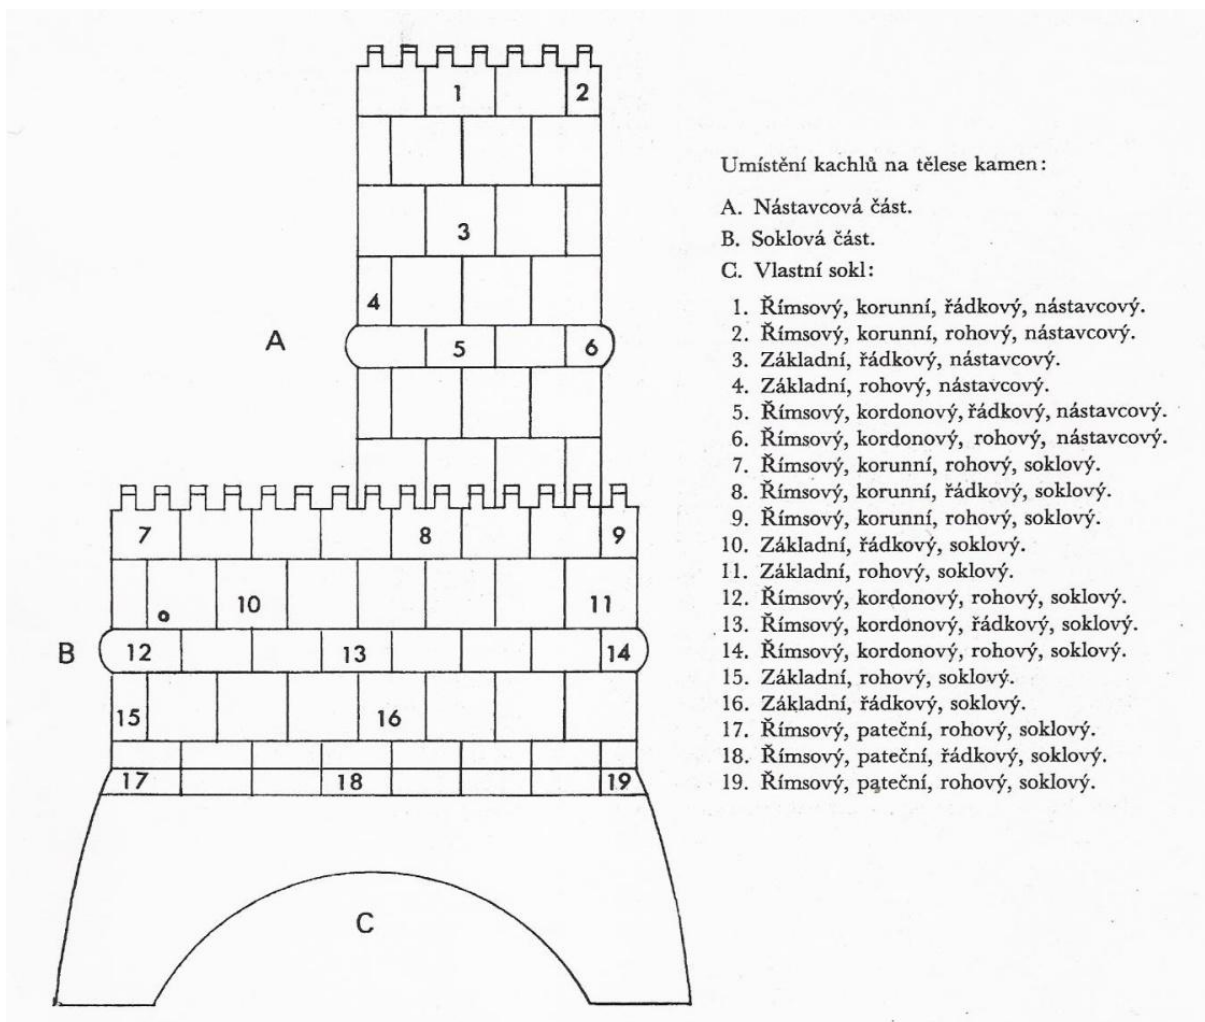 1 2
3
4
A 5 6
7 8 9
10 11
B 12 13 14
15 16
17 18 19
C
Umístění kachlů na tělese kamen:
A. Nástavcová část.
B. Soklová část.
C. Vlastní sokl:
1. Římsový, korunní, řádkový, nástavcový.
2. Římsový, korunní, rohový, nástavcový.
3. Základní, řádkový, nástavcový.
4. Základní, rohový, nástavcový.
5. Římsový, kordonový, řádkový, nástavcový.
6. Římsový, kordonový, rohový, nástavcový.
7. Římsový, korunní, rohový, soklový.
8. Římsový, korunní, řádkový, soklový.
9. Římsový, korunní, rohový, soklový.
10. Základní, řádkový, soklový.
11. Základní, rohový, soklový.
12. Římsový, kordonový, rohový, soklový.
13. Římsový, kordonový, řádkový, soklový.
14. Římsový, kordonový, rohový, soklový.
15. Základní, rohový, soklový.
16. Základní, řádkový, soklový.
17. Římsový, pateční, rohový, soklový.
18. Římsový, pateční, řádkový, soklový.
19. Římsový, pateční, rohový, soklový.